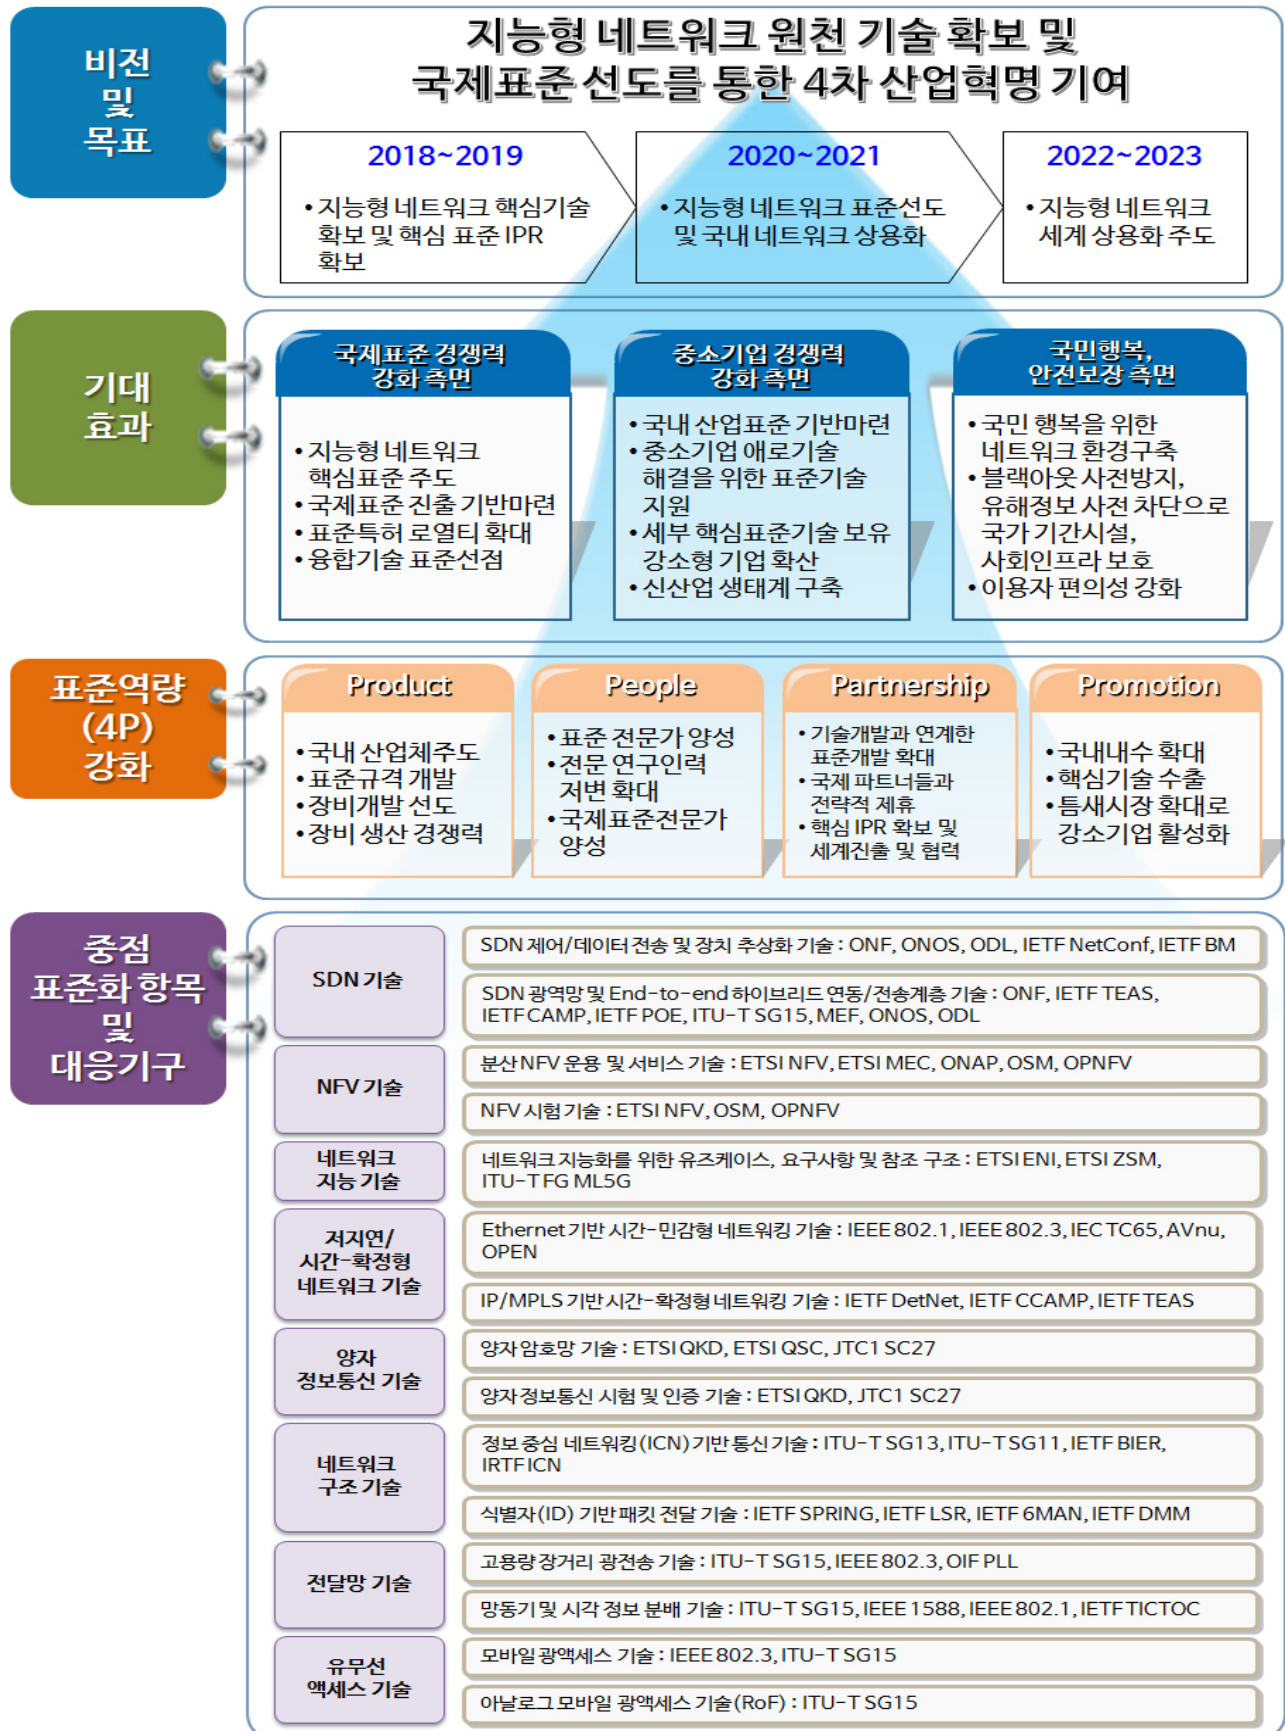 비전
및
목표
지능형 네트워크 원천 기술 확보 및
국제표준 선도를 통한 4차 산업혁명 기여
2018~2019
• 지능형 네트워크 핵심기술
확보 및 핵심 표준 IPR
확보
2020~2021
• 지능형 네트워크 표준선도
및 국내 네트워크 상용화
2022~2023
• 지능형 네트워크
세계 상용화 주도
기대
효과
국제표준 경쟁력
강화 측면
• 지능형 네트워크
핵심표준 주도
• 국제표준 진출 기반마련
• 표준특허 로열티 확대
• 융합기술 표준선점
중소기업 경쟁력
강화 측면
• 국내 산업표준 기반마련
• 중소기업 애로기술
해결을 위한 표준기술
지원
• 세부 핵심표준기술 보유
강소형 기업 확산
• 신산업 생태계 구축
국민행복,
안전보장 측면
• 국민 행복을 위한
네트워크 환경구축
• 블랙아웃 사전방지,
유해정보 사전 차단으로
국가 기간시설,
사회인프라 보호
• 이용자 편의성 강화
표준역량
(4P)
강화
Product
• 국내 산업체주도
• 표준규격 개발
• 장비개발 선도
• 장비 생산 경쟁력
People
• 표준 전문가 양성
• 전문 연구인력
저변 확대
• 국제표준전문가
양성
Partnership
• 기술개발과 연계한
표준개발 확대
• 국제 파트너들과
전략적 제휴
• 핵심 IPR 확보 및
세계진출 및 협력
Promotion
• 국내내수 확대
• 핵심기술 수출
• 틈새시장 확대로
강소기업 활성화
중점
표준화 항목
및
대응기구
SDN 기술
SDN 제어/데이터 전송 및 장치 추상화 기술 : ONF, ONOS, ODL, IETF NetConf, IETF BM
SDN 광역망 및 End-to-end 하이브리드 연동/전송계층 기술 : ONF, IETF TEAS,
IETF CAMP, IETF POE, ITU-T SG15, MEF, ONOS, ODL
NFV 기술
분산 NFV 운용 및 서비스 기술 : ETSI NFV, ETSI MEC, ONAP, OSM, OPNFV
NFV 시험 기술 : ETSI NFV, OSM, OPNFV
네트워크
지능 기술
네트워크 지능화를 위한 유즈케이스, 요구사항 및 참조 구조 : ETSI ENI, ETSI ZSM,
ITU-T FG ML5G
저지연/
시간-확정형
네트워크 기술
Ethernet 기반 시간-민감형 네트워킹 기술 : IEEE 802.1, IEEE 802.3, IEC TC65, AVnu,
OPEN
IP/MPLS 기반 시간-확정형 네트워킹 기술 : IETF DetNet, IETF CCAMP, IETF TEAS
양자
정보통신 기술
양자 암호망 기술 : ETSI QKD, ETSI QSC, JTC1 SC27
양자 정보통신 시험 및 인증 기술 : ETSI QKD, JTC1 SC27
네트워크
구조 기술
정보 중심 네트워킹(ICN) 기반 통신 기술 : ITU-T SG13, ITU-T SG11, IETF BIER,
IRTF ICN
식별자(ID) 기반 패킷 전달 기술 : IETF SPRING, IETF LSR, IETF 6MAN, IETF DMM
전달망 기술
고용량 장거리 광전송 기술 : ITU-T SG15, IEEE 802.3, OIF PLL
망동기 및 시각 정보 분배 기술 : ITU-T SG15, IEEE 1588, IEEE 802.1, IETF TICTOC
유무선
액세스 기술
모바일 광액세스 기술 : IEEE 802.3, ITU-T SG15
아날로그 모바일 광액세스 기술(RoF) : ITU-T SG15